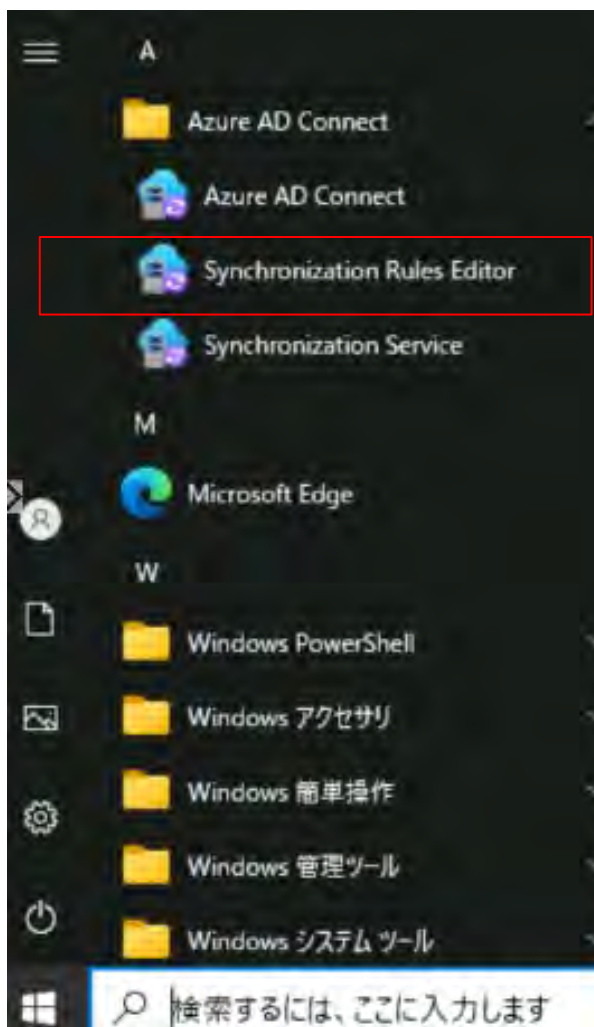 A
Azure AD Connect
Azure AD Connect
Synchronization Rules Editor
Synchronization Service
M
Microsoft Edge
W
Windows PowerShell
Windows アクセサリ
Windows 簡単操作
Windows 管理ツール
Windows システム ツール
検索するには、ここに入力します